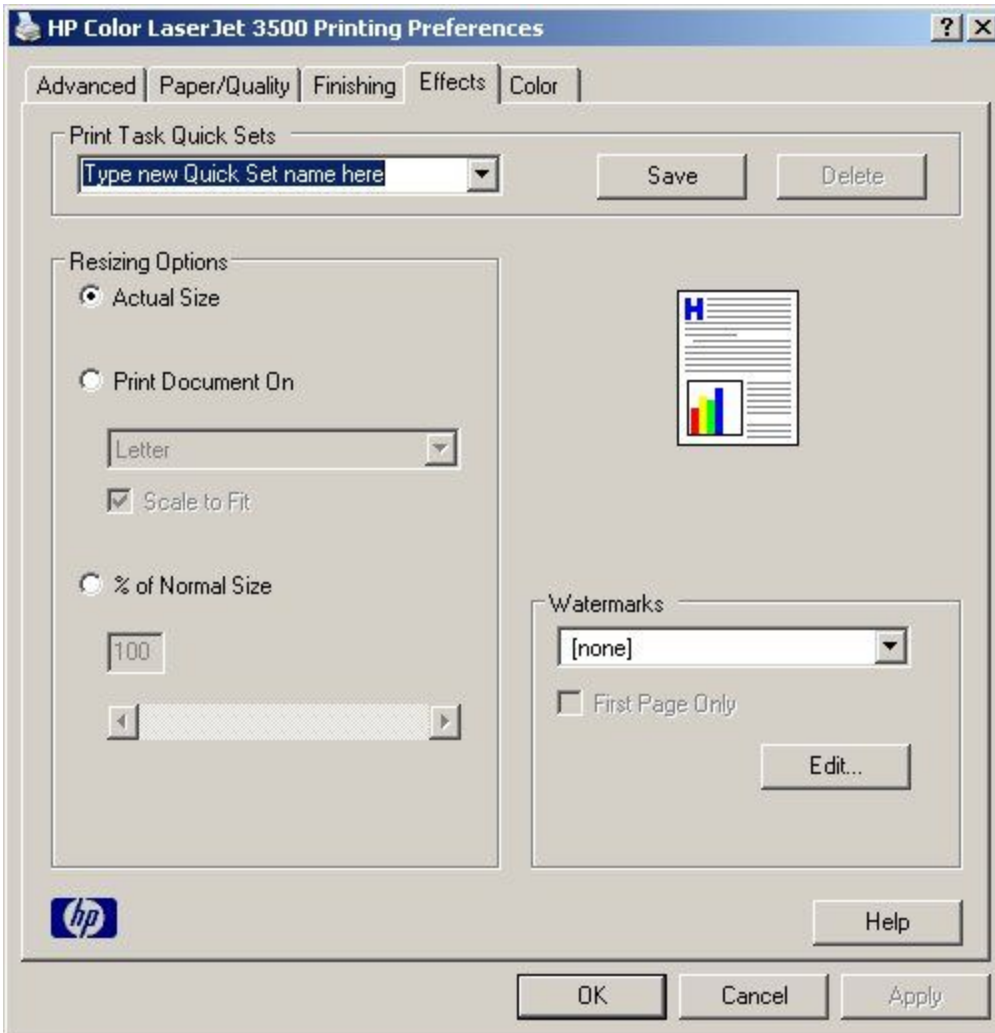 HP Color LaserJet 3500 Printing Preferences
Advanced Paper/Quality Finishing Effects Color
Print Task Quick Sets
Type new Quick Set name here Save Delete
Resizing Options
Actual Size
H
Print Document On
Letter
Scale to Fit
% of Normal Size
100
Watermarks
[none]
First Page Only
Edit...
hp
Help
OK Cancel Apply